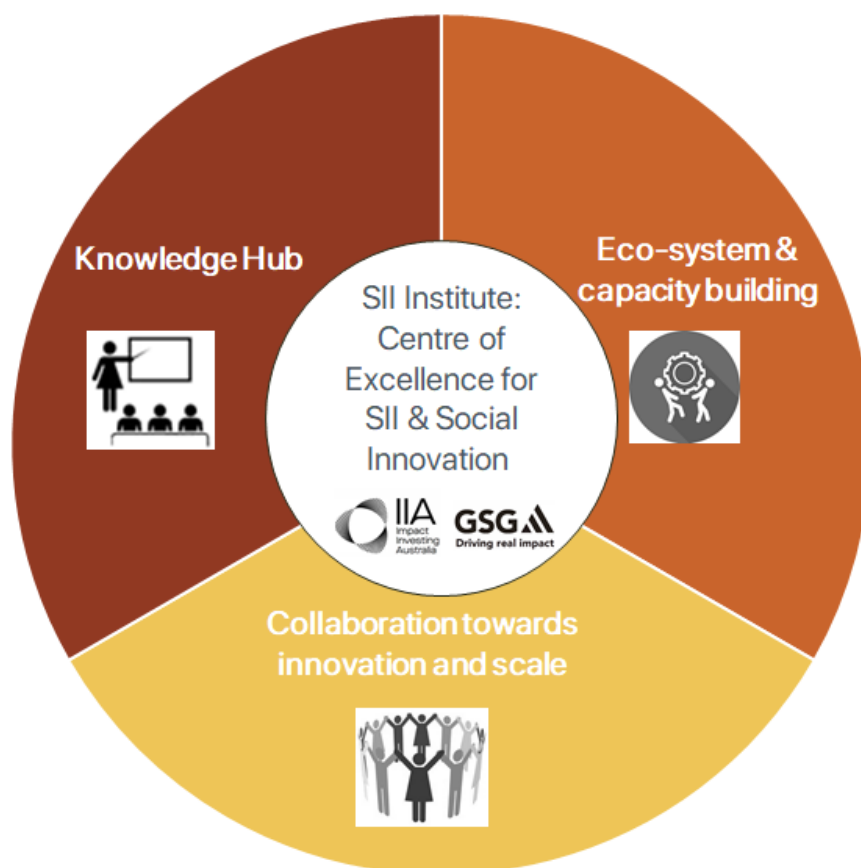 Knowledge Hub
Eco-system &
capacity building
SII Institute:
Centre of
Excellence for
SII & Social
Innovation
IIA
Impact
Investing
Australia
GSG
Driving real impact
Collaboration towards
innovation and scale